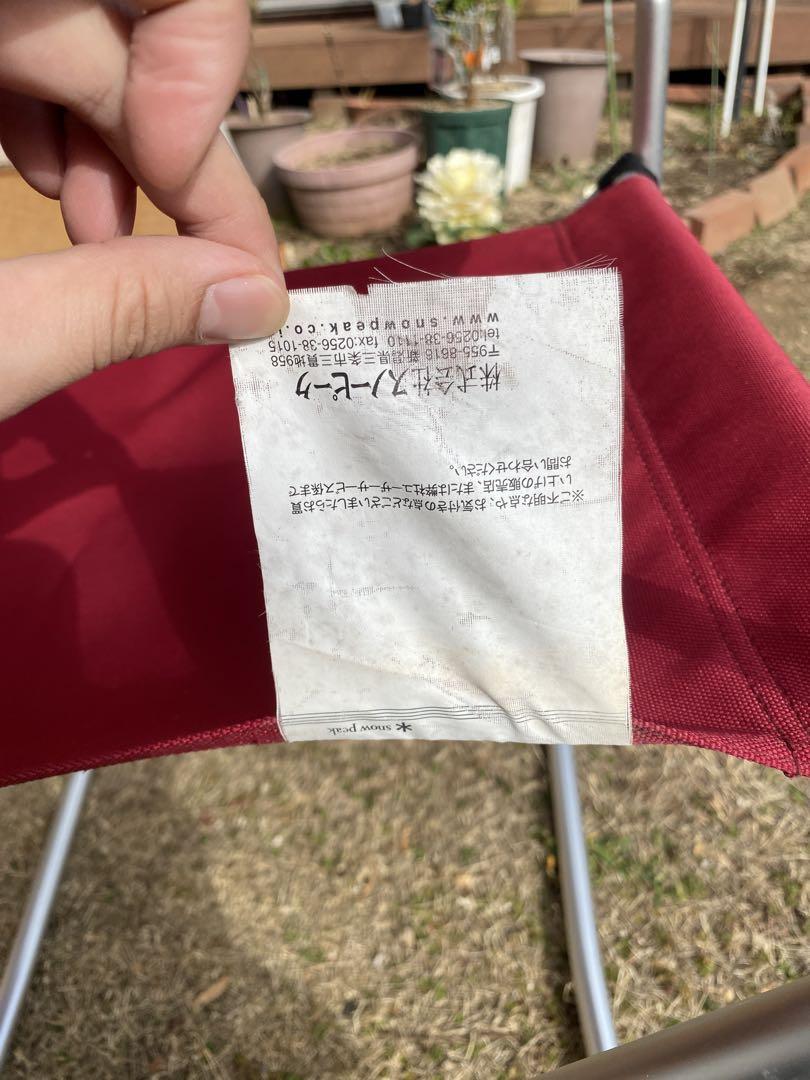 snow peak
※ご不明な点や、お気付きの点などございましたらお買
い上げの販売店、または弊社ユーザーサービス係まで
お問い合わせください。
株式会社スノーピーク
〒955-8616 新潟県三条市三貫地958
tel:0256-38-1110 fax:0256-38-1015
www.snowpeak.co.j